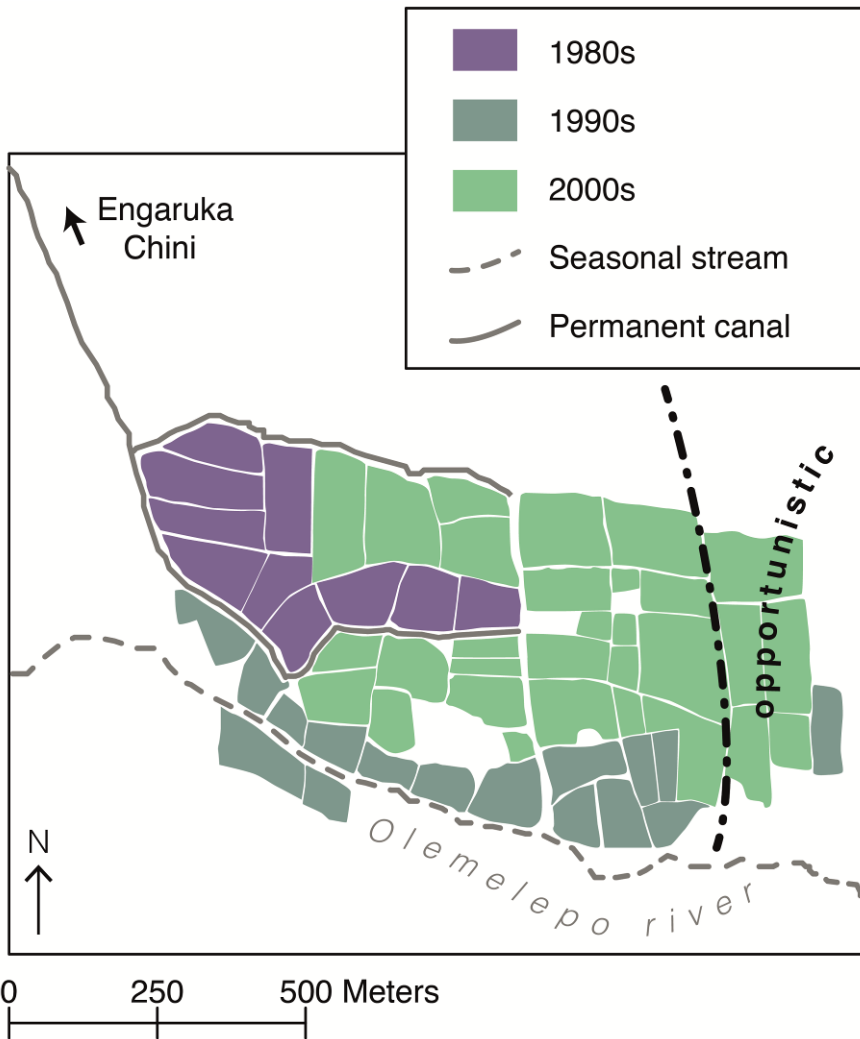 1980s
1990s
2000s
Seasonal stream
Permanent canal
Engaruka
Chini
opportunistic
Olemelepo river
N
0 250 500 Meters